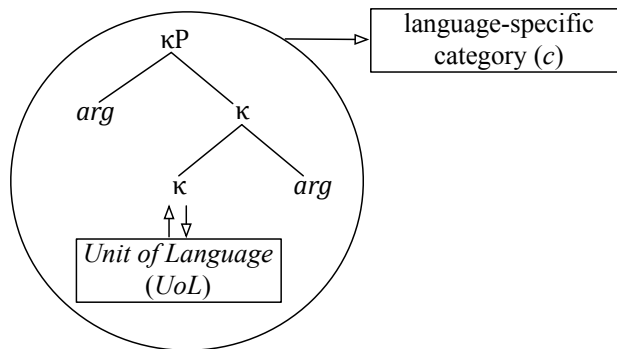 language-specific
category (c)
κP
arg
κ
κ
arg
Unit of Language
(UoL)